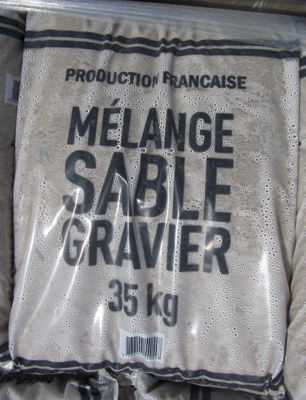 PRODUCTION FRANCAISE
MÉLANGE
SABLE
GRAVIER
35 kg